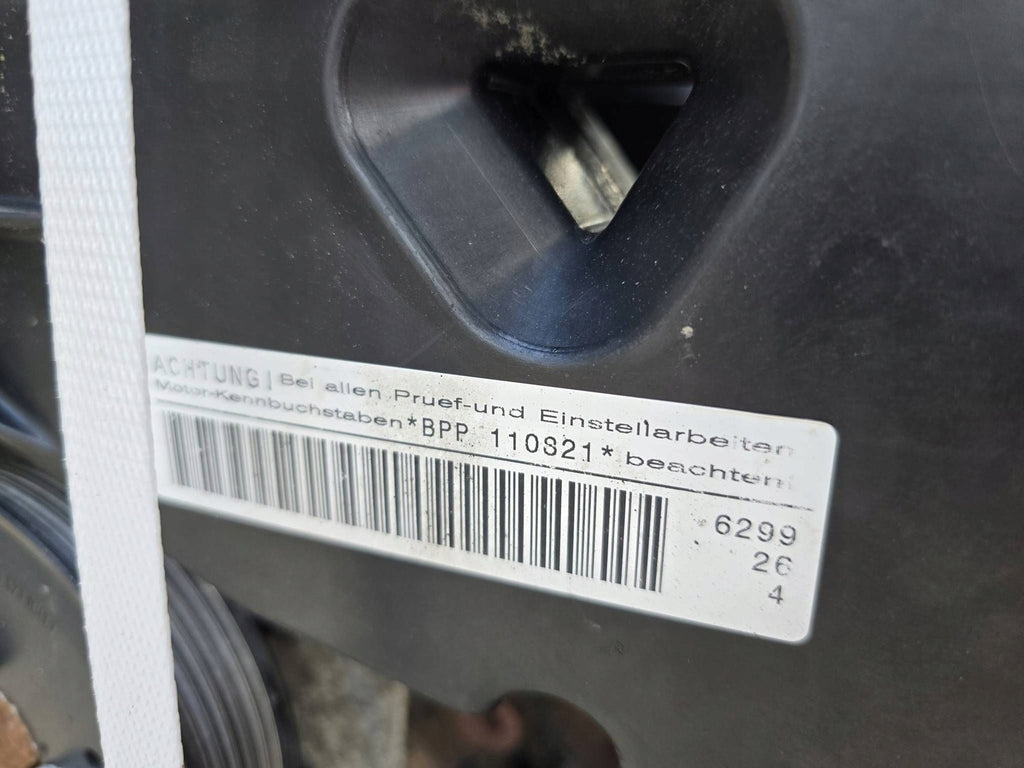 ACHTUNG! Bei allen Pruef-und Einstellarbeiten
Motor-Kennbuchstaben*BPP 110821* beachten!
6299
26
4